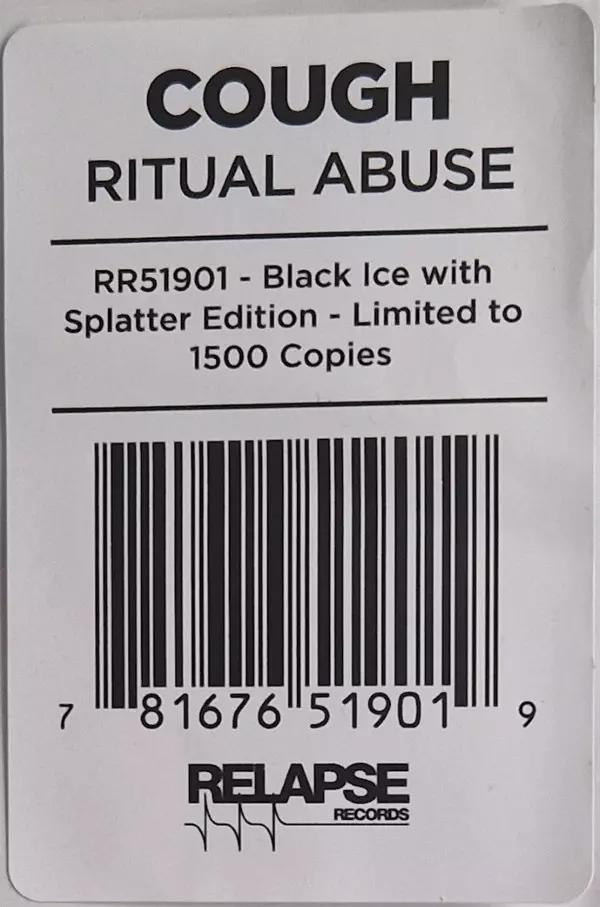 COUGH
RITUAL ABUSE
RR51901 - Black Ice with
Splatter Edition - Limited to
1500 Copies
7 81676 51901 9
RELAPSE
RECORDS